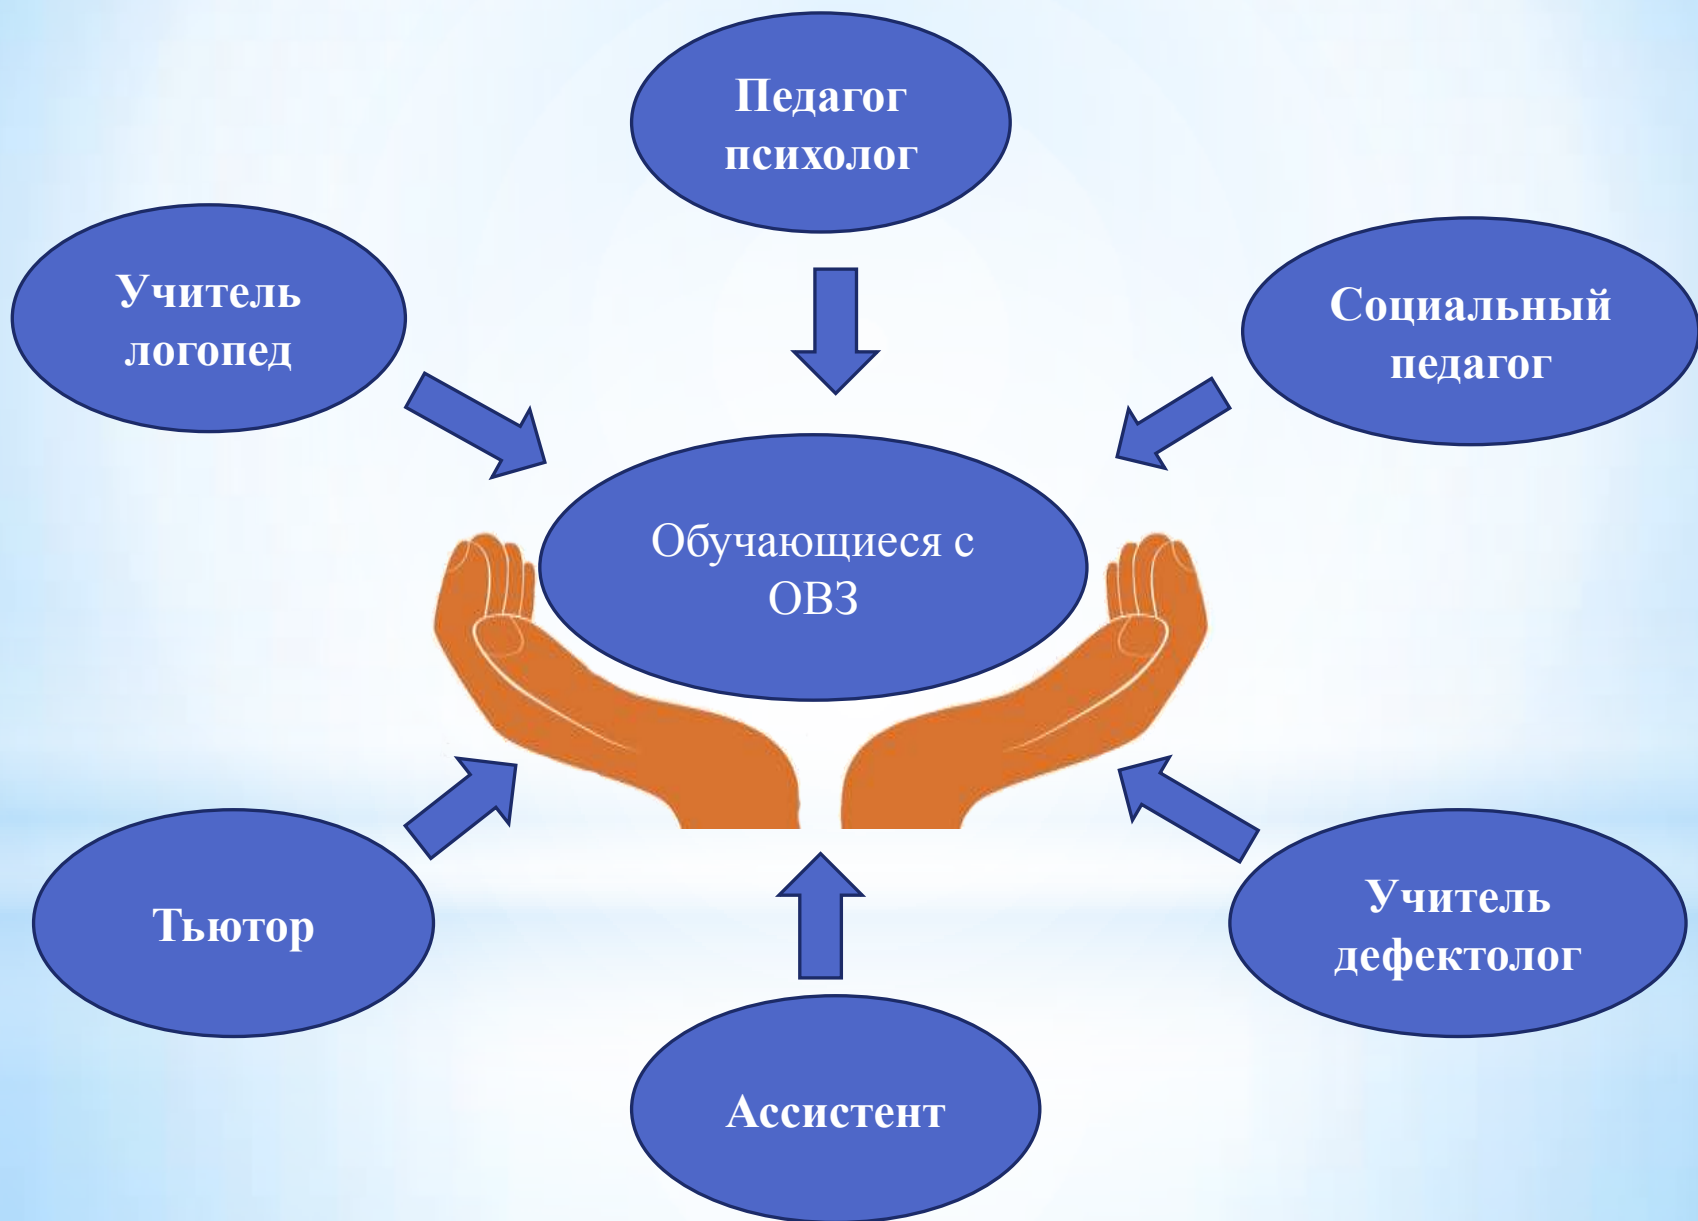 Педагог
психолог
Учитель
логопед
Социальный
педагог
Обучающиеся с
ОВЗ
Тьютор
Учитель
дефектолог
Ассистент